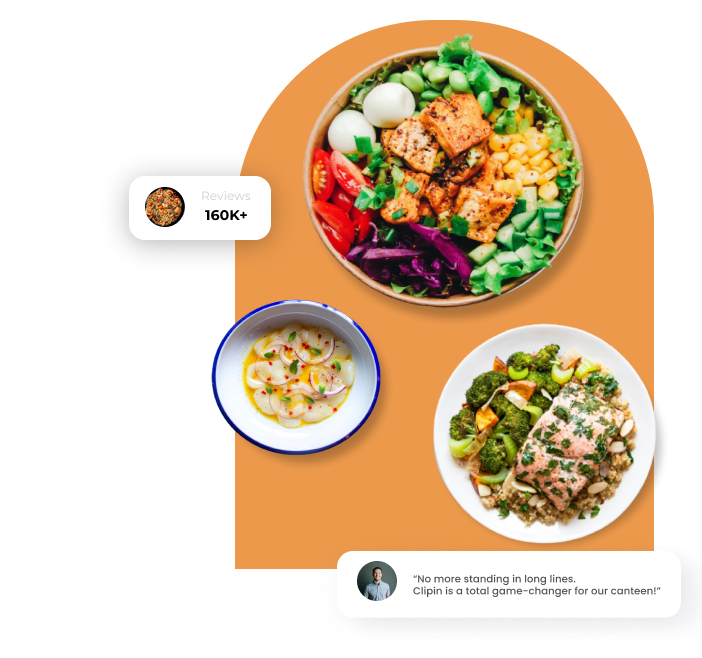 Reviews
160K+
“No more standing in long lines.
Clipin is a total game-changer for our canteen!”